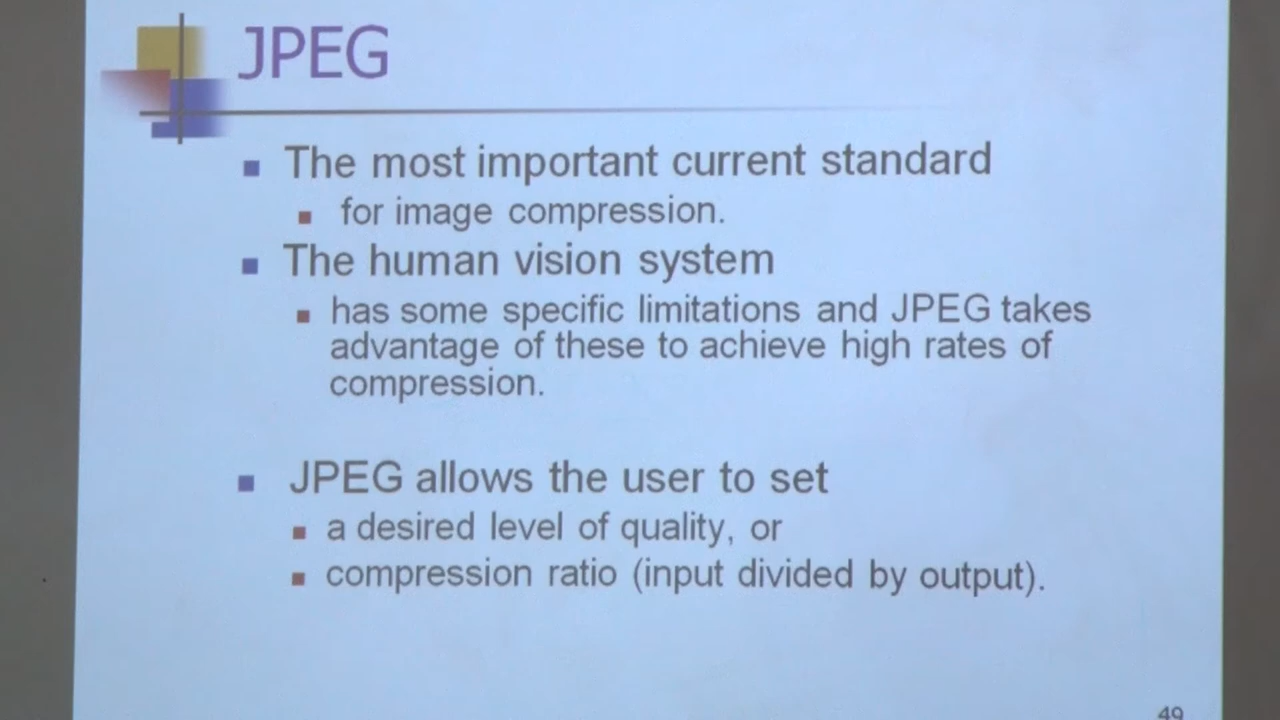 JPEG
The most important current standard
for image compression.
The human vision system
has some specific limitations and JPEG takes
advantage of these to achieve high rates of
compression.
JPEG allows the user to set
a desired level of quality, or
compression ratio (input divided by output).
49